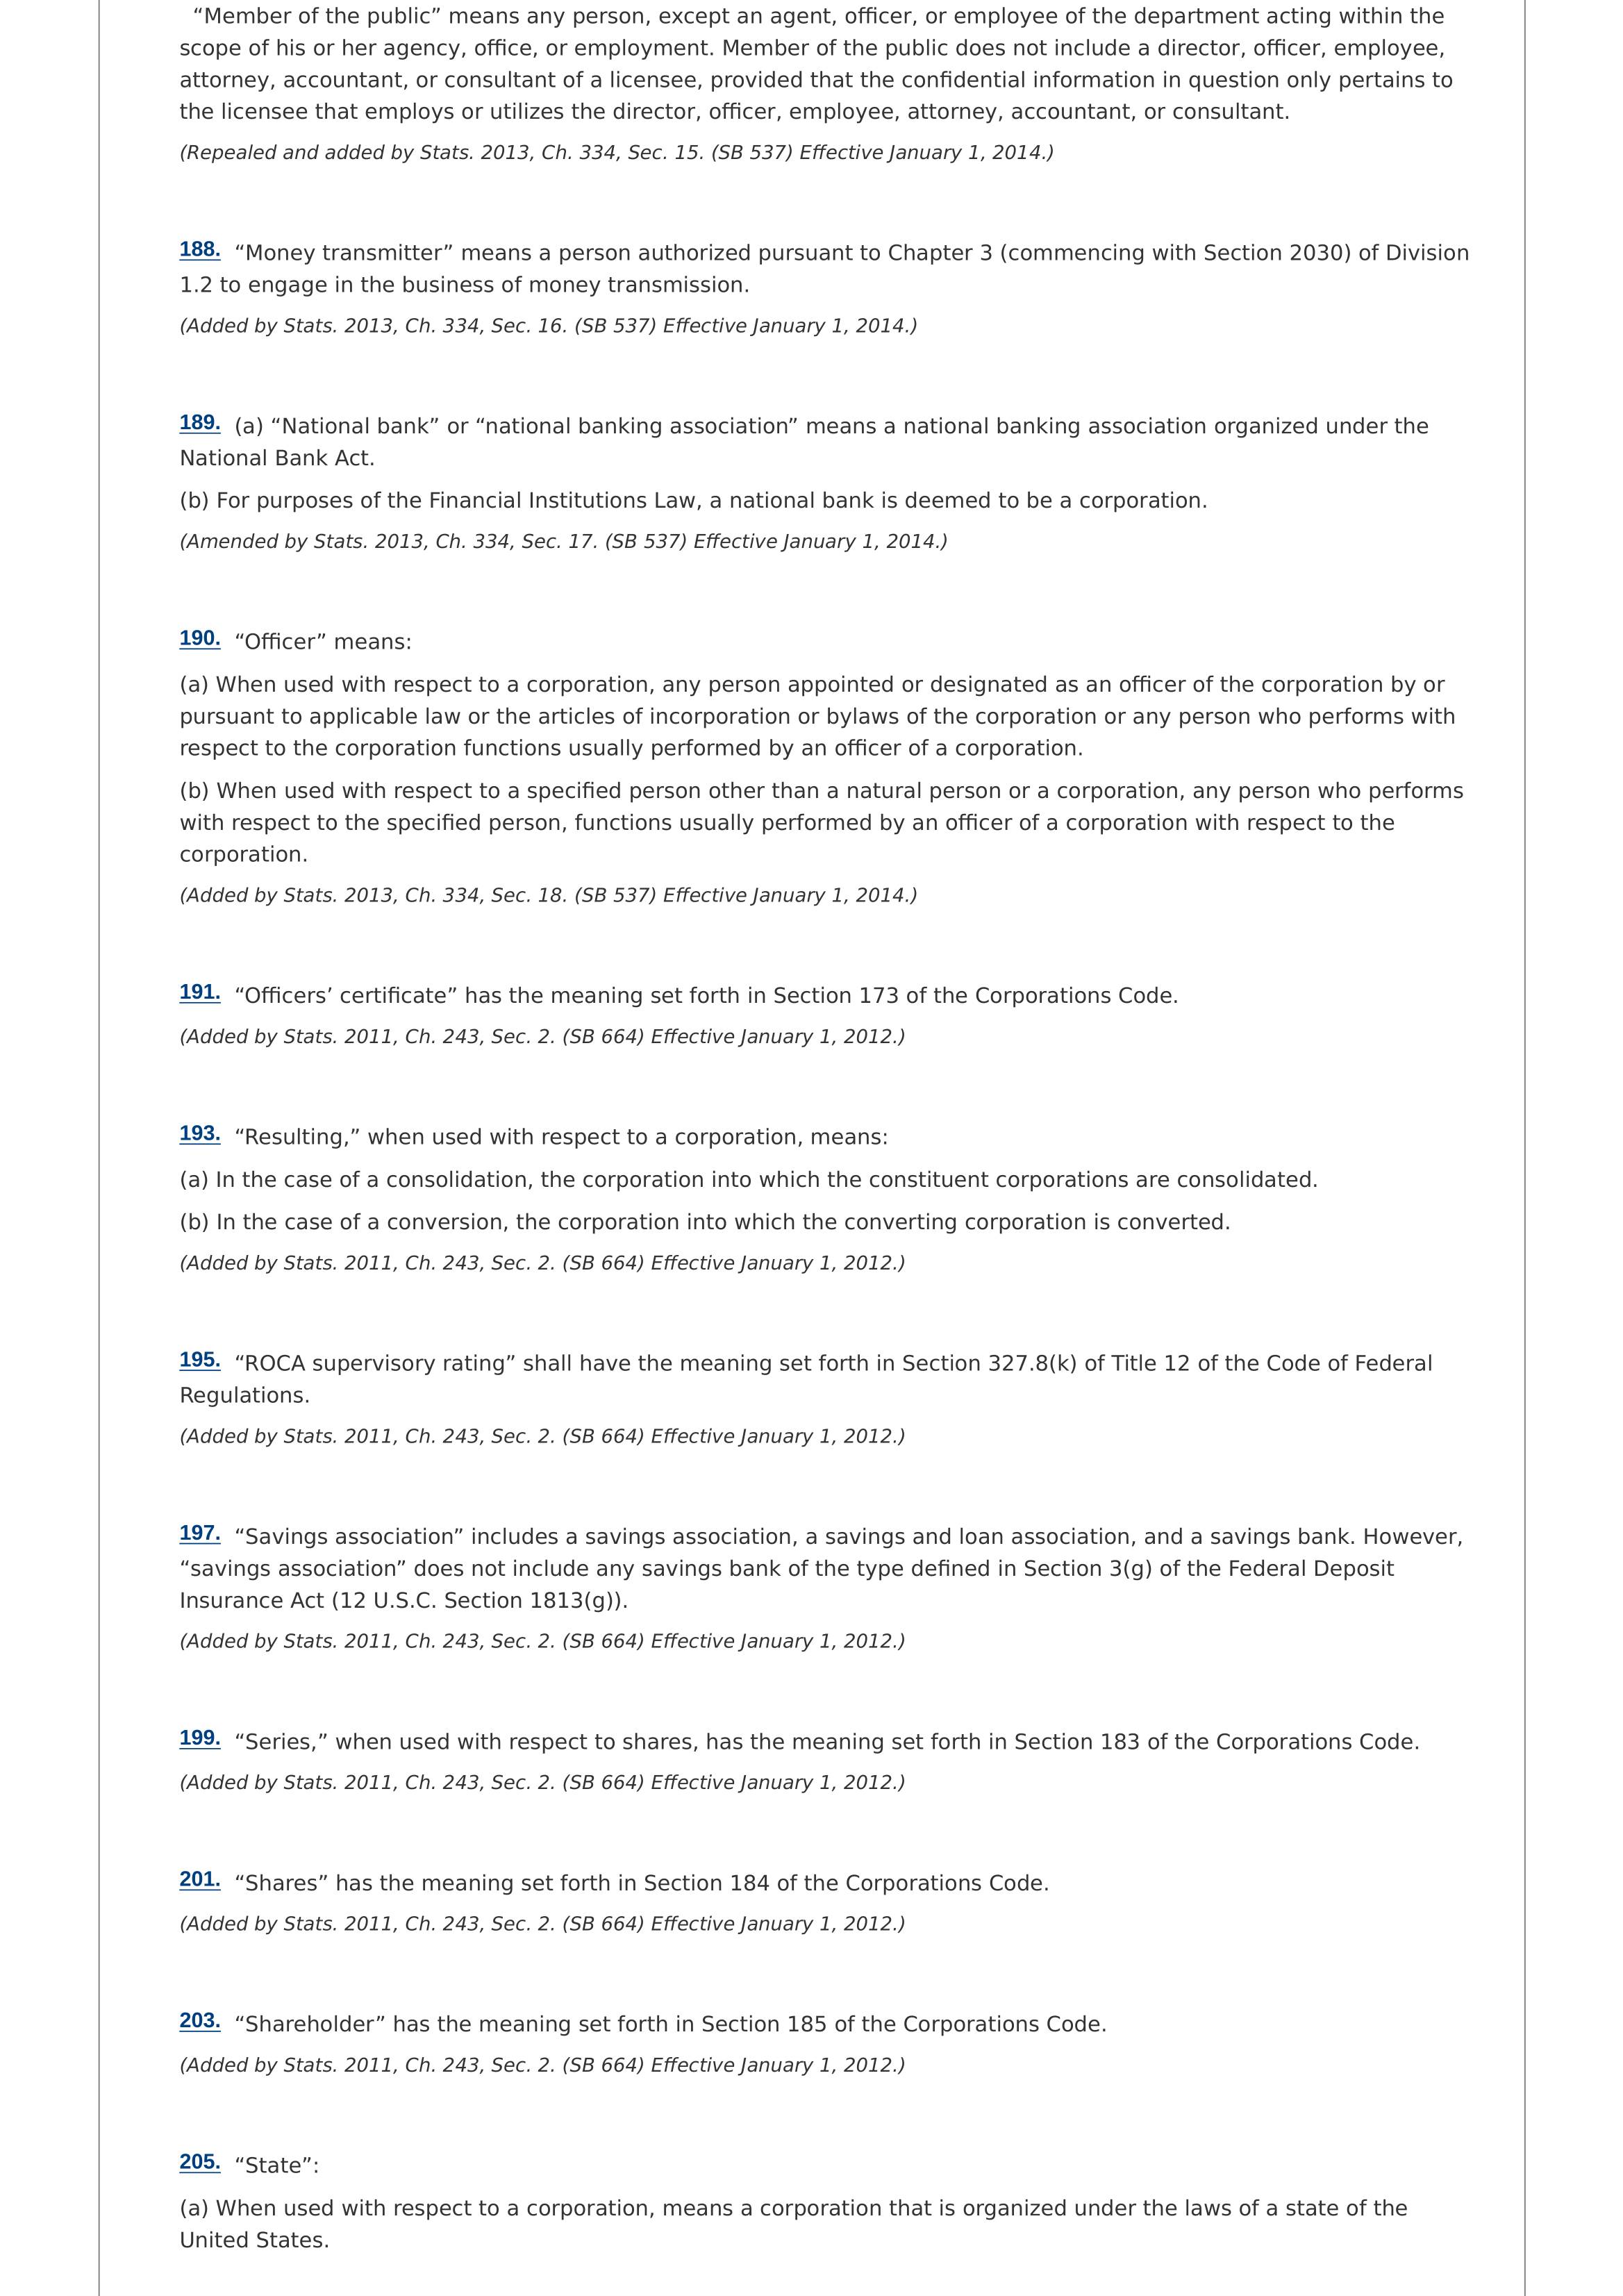 “Member of the public” means any person, except an agent, officer, or employee of the department acting within the
scope of his or her agency, office, or employment. Member of the public does not include a director, officer, employee,
attorney, accountant, or consultant of a licensee, provided that the confidential information in question only pertains to
the licensee that employs or utilizes the director, officer, employee, attorney, accountant, or consultant.
(Repealed and added by Stats. 2013, Ch. 334, Sec. 15. (SB 537) Effective January 1, 2014.)
188. “Money transmitter” means a person authorized pursuant to Chapter 3 (commencing with Section 2030) of Division
1.2 to engage in the business of money transmission.
(Added by Stats. 2013, Ch. 334, Sec. 16. (SB 537) Effective January 1, 2014.)
189. (a) “National bank” or “national banking association” means a national banking association organized under the
National Bank Act.
(b) For purposes of the Financial Institutions Law, a national bank is deemed to be a corporation.
(Amended by Stats. 2013, Ch. 334, Sec. 17. (SB 537) Effective January 1, 2014.)
190. “Officer” means:
(a) When used with respect to a corporation, any person appointed or designated as an officer of the corporation by or
pursuant to applicable law or the articles of incorporation or bylaws of the corporation or any person who performs with
respect to the corporation functions usually performed by an officer of a corporation.
(b) When used with respect to a specified person other than a natural person or a corporation, any person who performs
with respect to the specified person, functions usually performed by an officer of a corporation with respect to the
corporation.
(Added by Stats. 2013, Ch. 334, Sec. 18. (SB 537) Effective January 1, 2014.)
191. “Officers’ certificate” has the meaning set forth in Section 173 of the Corporations Code.
(Added by Stats. 2011, Ch. 243, Sec. 2. (SB 664) Effective January 1, 2012.)
193. “Resulting,” when used with respect to a corporation, means:
(a) In the case of a consolidation, the corporation into which the constituent corporations are consolidated.
(b) In the case of a conversion, the corporation into which the converting corporation is converted.
(Added by Stats. 2011, Ch. 243, Sec. 2. (SB 664) Effective January 1, 2012.)
195. “ROCA supervisory rating” shall have the meaning set forth in Section 327.8(k) of Title 12 of the Code of Federal
Regulations.
(Added by Stats. 2011, Ch. 243, Sec. 2. (SB 664) Effective January 1, 2012.)
197. “Savings association” includes a savings association, a savings and loan association, and a savings bank. However,
“savings association” does not include any savings bank of the type defined in Section 3(g) of the Federal Deposit
Insurance Act (12 U.S.C. Section 1813(g)).
(Added by Stats. 2011, Ch. 243, Sec. 2. (SB 664) Effective January 1, 2012.)
199. “Series,” when used with respect to shares, has the meaning set forth in Section 183 of the Corporations Code.
(Added by Stats. 2011, Ch. 243, Sec. 2. (SB 664) Effective January 1, 2012.)
201. “Shares” has the meaning set forth in Section 184 of the Corporations Code.
(Added by Stats. 2011, Ch. 243, Sec. 2. (SB 664) Effective January 1, 2012.)
203. “Shareholder” has the meaning set forth in Section 185 of the Corporations Code.
(Added by Stats. 2011, Ch. 243, Sec. 2. (SB 664) Effective January 1, 2012.)
205. “State”:
(a) When used with respect to a corporation, means a corporation that is organized under the laws of a state of the
United States.